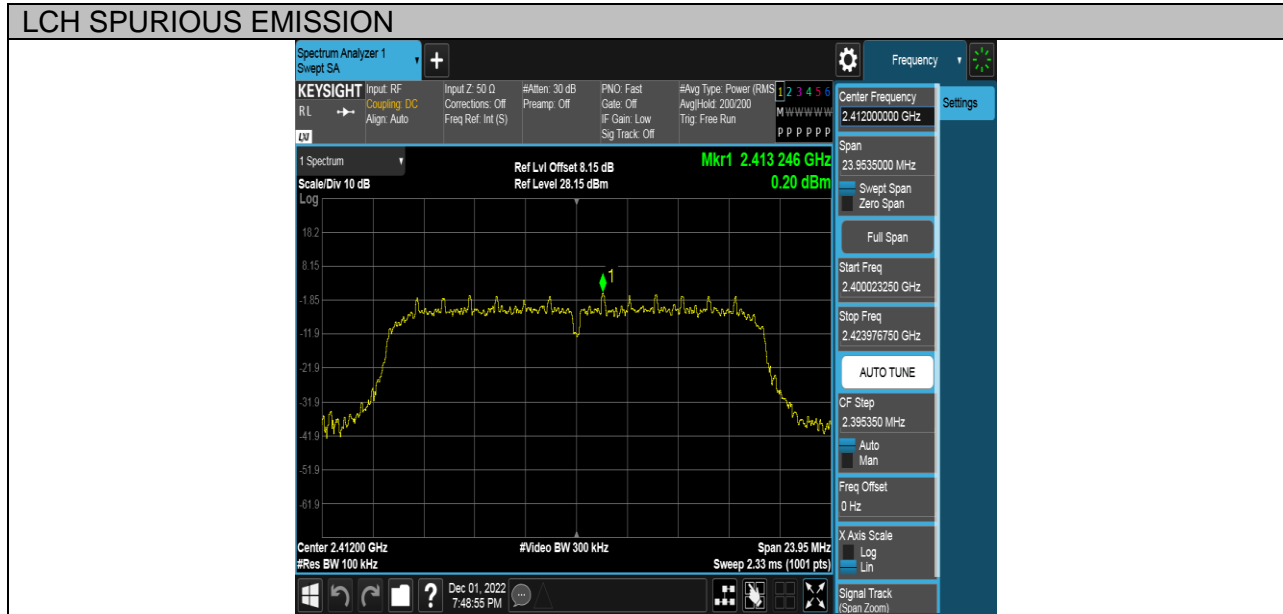 LCH SPURIOUS EMISSION
Spectrum Analyzer 1
Swept SA
Frequency
KEYSIGHT
RL
LXI
Input: RF
Coupling: DC
Align: Auto
Input Z: 50 Ω
Corrections: Off
Freq Ref: Int (S)
#Atten: 30 dB
Preamp: Off
PNO: Fast
Gate: Off
IF Gain: Low
Sig Track: Off
#Avg Type: Power (RMS
Avg|Hold: 200/200
Trig: Free Run
1 2 3 4 5 6
M W W W W W
P P P P P P
1 Spectrum
Scale/Div 10 dB
Log
Ref Lvl Offset 8.15 dB
Ref Level 28.15 dBm
Mkr1 2.413 246 GHz
0.20 dBm
18.2
8.15
-1.85
-11.9
-21.9
-31.9
-41.9
-51.9
-61.9
1
Center 2.41200 GHz
#Res BW 100 kHz
#Video BW 300 kHz
Span 23.95 MHz
Sweep 2.33 ms (1001 pts)
Dec 01, 2022
7:48:55 PM
Center Frequency
2.412000000 GHz
Span
23.9535000 MHz
Swept Span
Zero Span
Full Span
Start Freq
2.400023250 GHz
Stop Freq
2.423976750 GHz
AUTO TUNE
CF Step
2.395350 MHz
Auto
Man
Freq Offset
0 Hz
X Axis Scale
Log
Lin
Signal Track
(Span Zoom)
Settings